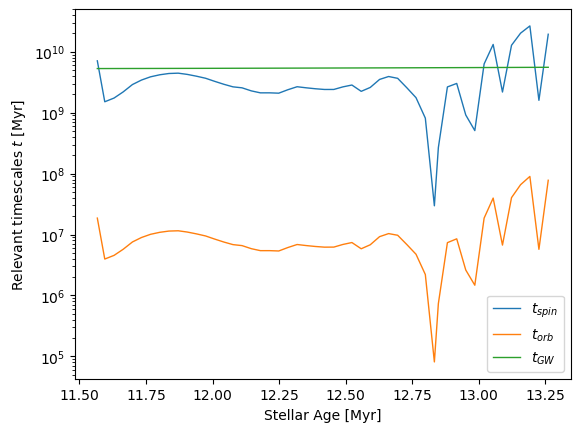 10^10
10^9
10^8
10^7
10^6
10^5
Relevant timescales t [Myr]
11.50 11.75 12.00 12.25 12.50 12.75 13.00 13.25
Stellar Age [Myr]
t_spin
t_orb
t_GW